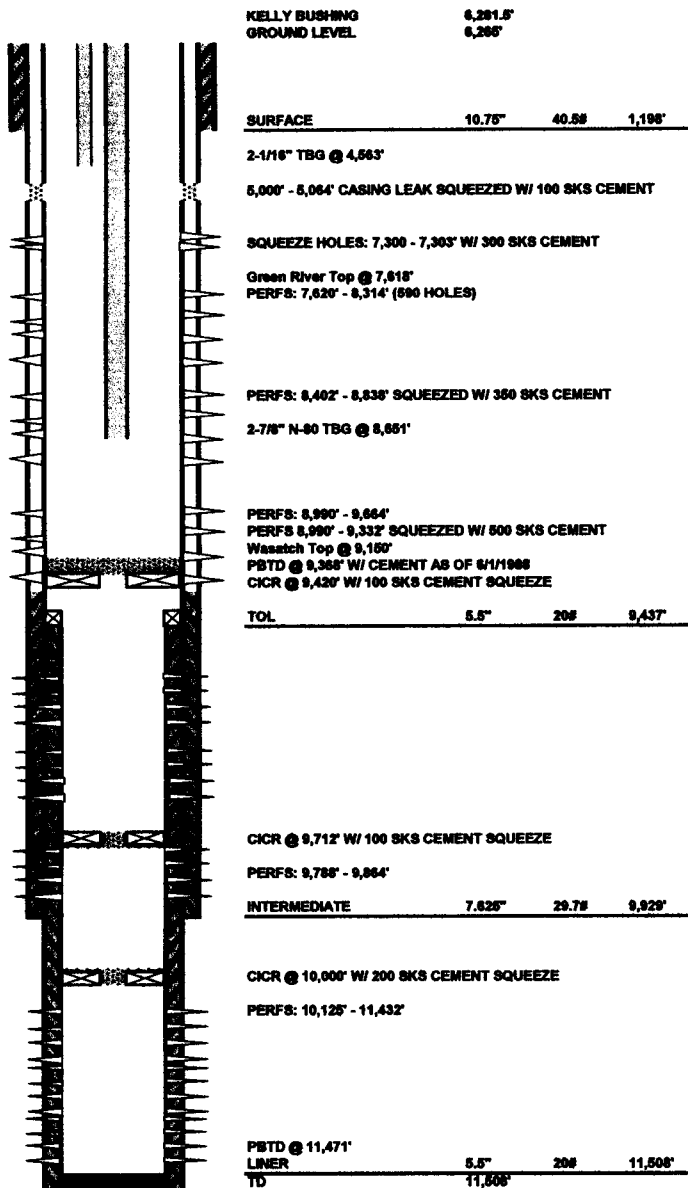 KELLY BUSHING 6,281.5'
GROUND LEVEL 6,265'
SURFACE 10.75" 40.5# 1,198'
2-1/16" TBG @ 4,563'
5,000' - 5,064' CASING LEAK SQUEEZED W/ 100 SKS CEMENT
SQUEEZE HOLES: 7,300 - 7,303' W/ 300 SKS CEMENT
Green River Top @ 7,618'
PERFS: 7,620' - 8,314' (590 HOLES)
PERFS: 8,402' - 8,838' SQUEEZED W/ 350 SKS CEMENT
2-7/8" N-80 TBG @ 8,651'
PERFS: 8,990' - 9,664'
PERFS 8,990' - 9,332' SQUEEZED W/ 500 SKS CEMENT
Wasatch Top @ 9,150'
PBTD @ 9,368' W/ CEMENT AS OF 6/1/1988
CICR @ 9,420' W/ 100 SKS CEMENT SQUEEZE
TOL 5.5" 20# 9,437'
CICR @ 9,712' W/ 100 SKS CEMENT SQUEEZE
PERFS: 9,788' - 9,864'
INTERMEDIATE 7.625" 29.7# 9,929'
CICR @ 10,000' W/ 200 SKS CEMENT SQUEEZE
PERFS: 10,125' - 11,432'
PBTD @ 11,471'
LINER 5.5" 20# 11,508'
TD 11,508'